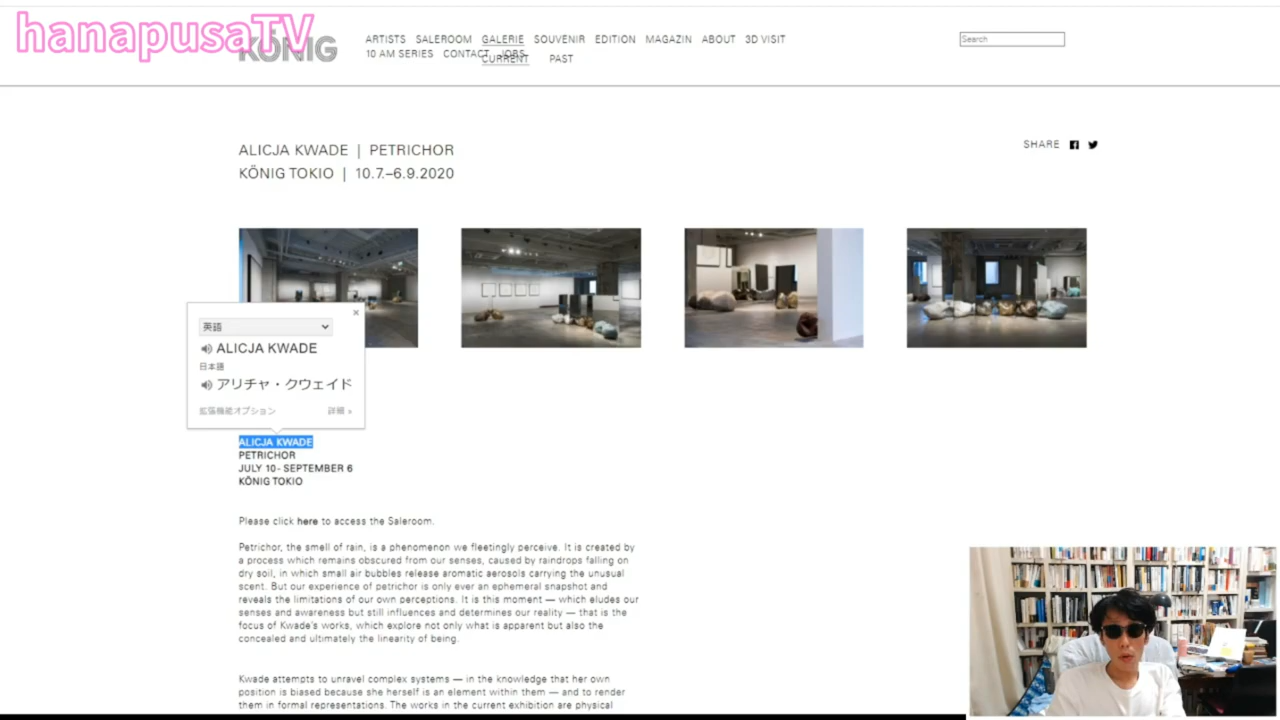 hanapusaTV
KÖNIG
ARTISTS SALEROOM GALERIE SOUVENIR EDITION MAGAZIN ABOUT 3D VISIT
10 AM SERIES CONTACT JOBS
CURRENT PAST
Search
ALICJA KWADE | PETRICHOR
KÖNIG TOKIO | 10.7.–6.9.2020
SHARE
英語
ALICJA KWADE
日本語
アリチャ・クウェイド
拡張機能オプション 詳細 »
ALICJA KWADE
PETRICHOR
JULY 10 - SEPTEMBER 6
KÖNIG TOKIO
Please click here to access the Saleroom.
Petrichor, the smell of rain, is a phenomenon we fleetingly perceive. It is created by
a process which remains obscured from our senses, caused by raindrops falling on
dry soil, in which small air bubbles release aromatic aerosols carrying the unusual
scent. But our experience of petrichor is only ever an ephemeral snapshot and
reveals the limitations of our own perceptions. It is this moment — which eludes our
senses and awareness but still influences and determines our reality — that is the
focus of Kwade's works, which explore not only what is apparent but also the
concealed and ultimately the linearity of being.
Kwade attempts to unravel complex systems — in the knowledge that her own
position is biased because she herself is an element within them — and to render
them in formal representations. The works in the current exhibition are physical